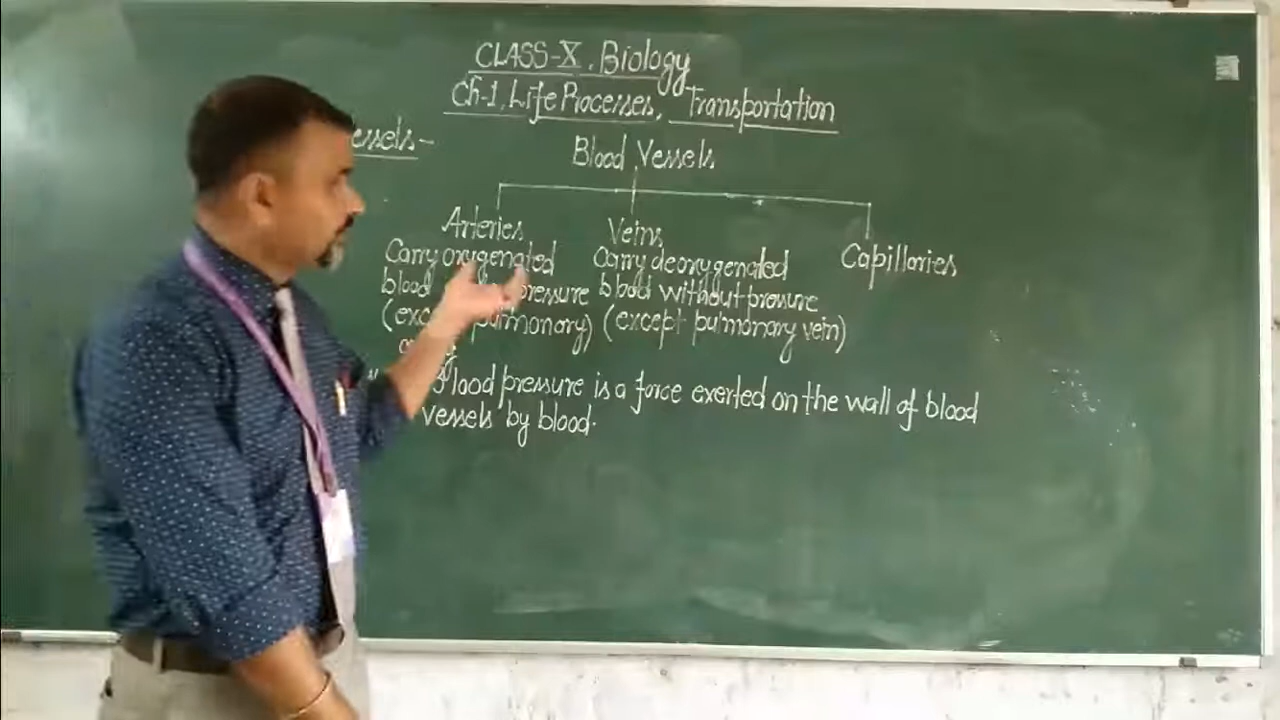 CLASS-X. Biology
Ch-1, Life Processes, Transportation
essels-
Blood Vessels
Arteries
Carry oxygenated
blood pressure
(exc pulmonary)
Veins
Carry deoxygenated
blood without pressure
(except pulmonary vein)
Capillaries
Blood pressure is a force exerted on the wall of blood
vessels by blood.